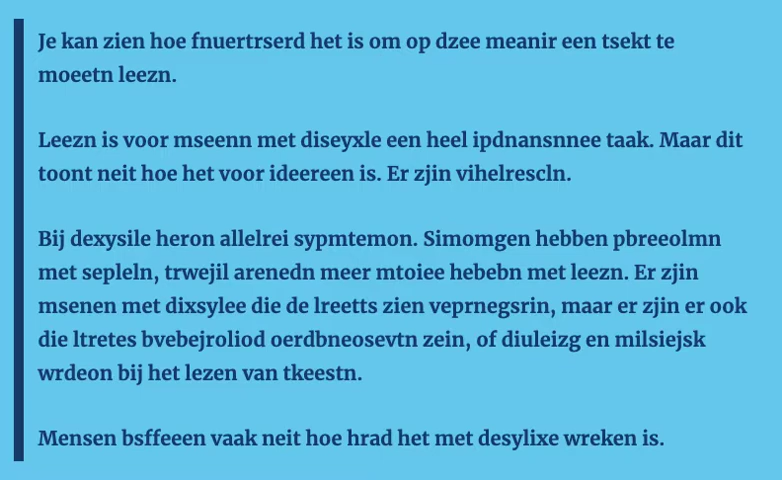 Je kan zien hoe fnuertrserd het is om op dzee meanir een tsekt te
moeetn leezn.
Leezn is voor mseenn met diseyxle een heel ipdnansnnee taak. Maar dit
toont neit hoe het voor ideereen is. Er zjin vihelrescln.
Bij dexysile heron allelrei sypmtemon. Simomgen hebben pbreeolmn
met sepleln, trwejil arenedn meer mtoiee hebebn met leezn. Er zjin
msenen met dixsylee die de lreetts zien veprnegsrin, maar er zjin er ook
die ltretes bvebejroliod oerdbneosevtn zein, of diuleizg en milsiejsk
wrdeon bij het lezen van tkeestn.
Mensen bsffeeen vaak neit hoe hrad het met desylixe wreken is.